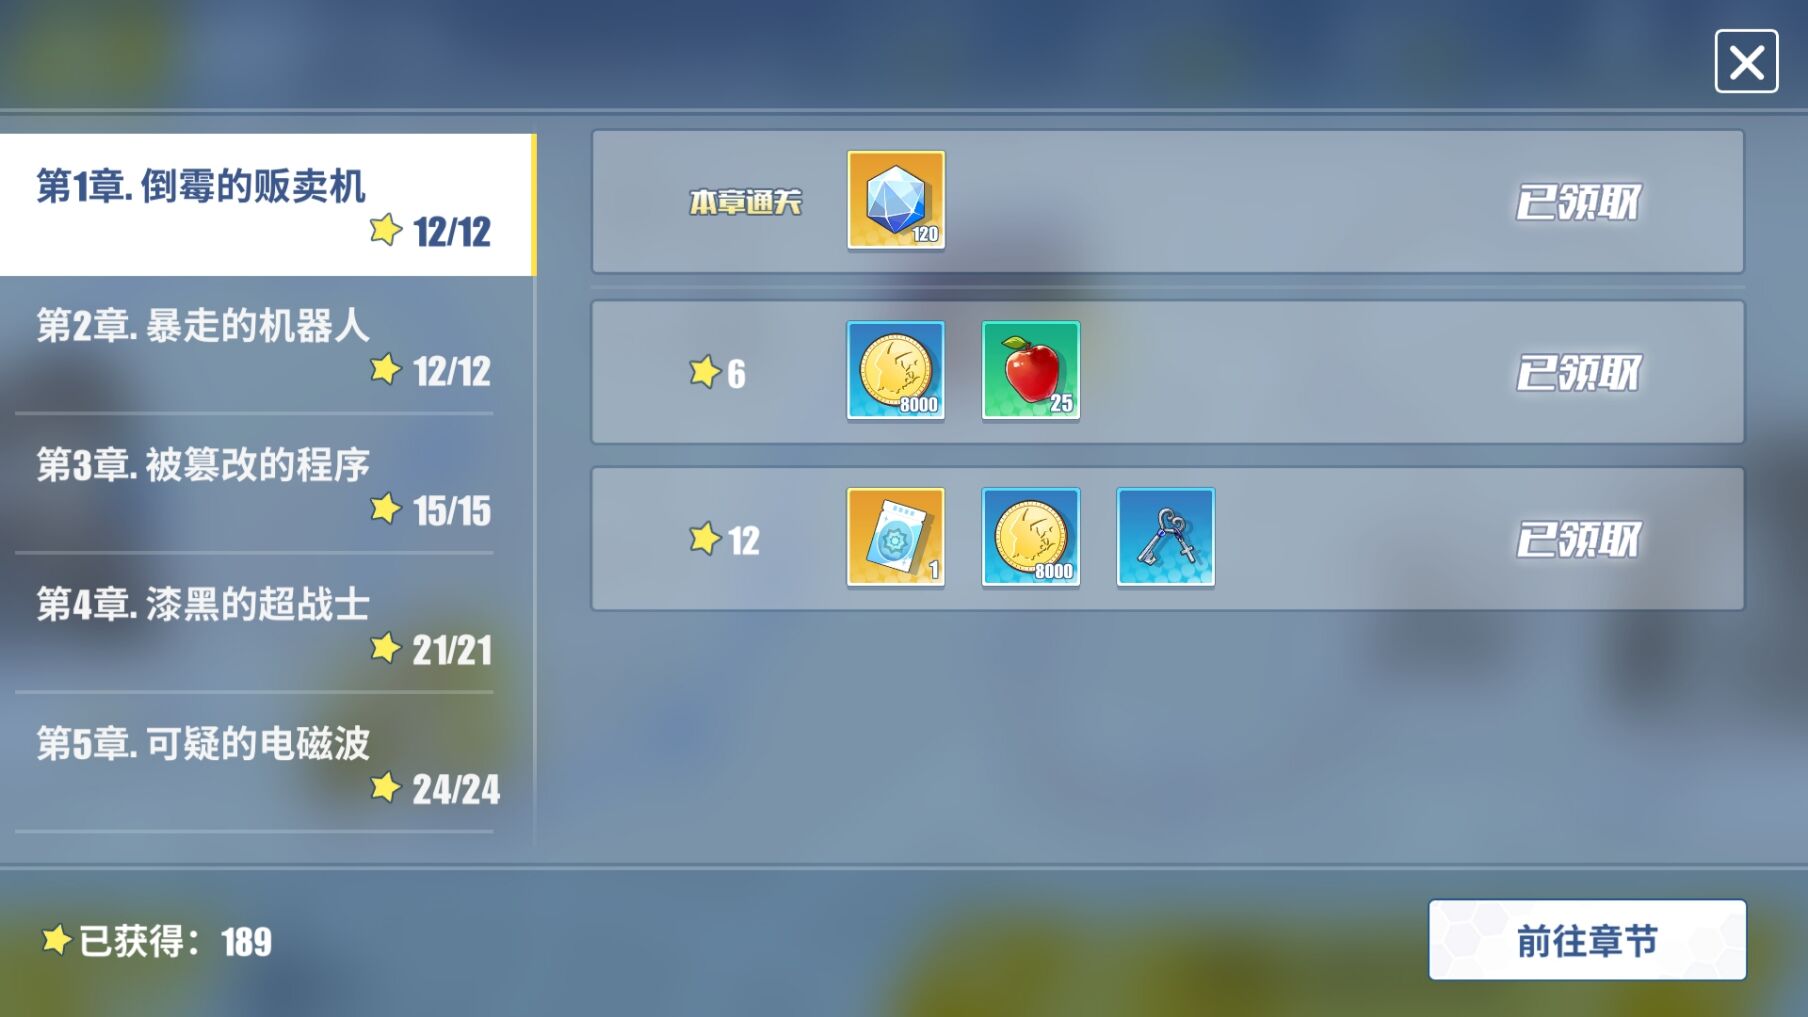 第1章. 倒霉的贩卖机
12/12
第2章. 暴走的机器人
12/12
第3章. 被篡改的程序
15/15
第4章. 漆黑的超战士
21/21
第5章. 可疑的电磁波
24/24
本章通关
120
已领取
6
8000
25
已领取
12
1
8000
已领取
已获得：189
前往章节